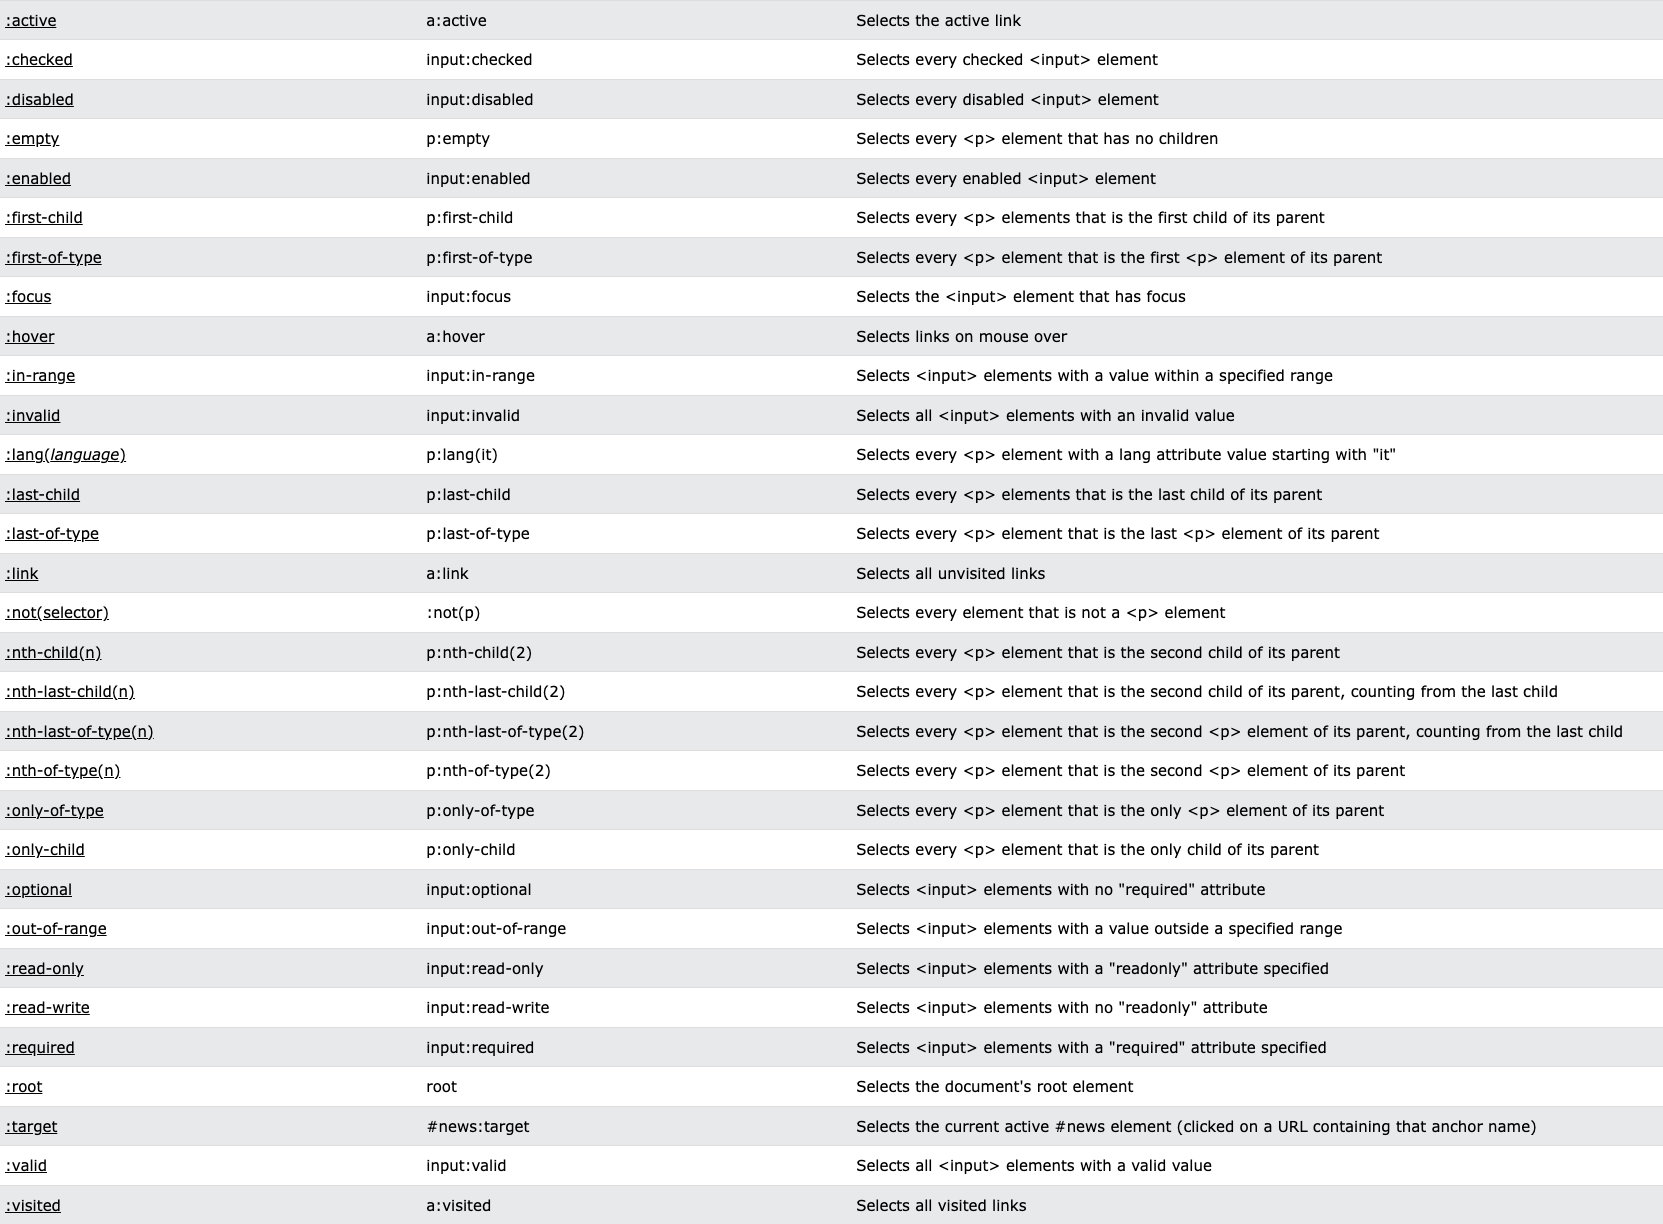 :active a:active Selects the active link
:checked input:checked Selects every checked <input> element
:disabled input:disabled Selects every disabled <input> element
:empty p:empty Selects every <p> element that has no children
:enabled input:enabled Selects every enabled <input> element
:first-child p:first-child Selects every <p> elements that is the first child of its parent
:first-of-type p:first-of-type Selects every <p> element that is the first <p> element of its parent
:focus input:focus Selects the <input> element that has focus
:hover a:hover Selects links on mouse over
:in-range input:in-range Selects <input> elements with a value within a specified range
:invalid input:invalid Selects all <input> elements with an invalid value
:lang(language) p:lang(it) Selects every <p> element with a lang attribute value starting with "it"
:last-child p:last-child Selects every <p> elements that is the last child of its parent
:last-of-type p:last-of-type Selects every <p> element that is the last <p> element of its parent
:link a:link Selects all unvisited links
:not(selector) :not(p) Selects every element that is not a <p> element
:nth-child(n) p:nth-child(2) Selects every <p> element that is the second child of its parent
:nth-last-child(n) p:nth-last-child(2) Selects every <p> element that is the second child of its parent, counting from the last child
:nth-last-of-type(n) p:nth-last-of-type(2) Selects every <p> element that is the second <p> element of its parent, counting from the last child
:nth-of-type(n) p:nth-of-type(2) Selects every <p> element that is the second <p> element of its parent
:only-of-type p:only-of-type Selects every <p> element that is the only <p> element of its parent
:only-child p:only-child Selects every <p> element that is the only child of its parent
:optional input:optional Selects <input> elements with no "required" attribute
:out-of-range input:out-of-range Selects <input> elements with a value outside a specified range
:read-only input:read-only Selects <input> elements with a "readonly" attribute specified
:read-write input:read-write Selects <input> elements with no "readonly" attribute
:required input:required Selects <input> elements with a "required" attribute specified
:root root Selects the document's root element
:target #news:target Selects the current active #news element (clicked on a URL containing that anchor name)
:valid input:valid Selects all <input> elements with a valid value
:visited a:visited Selects all visited links